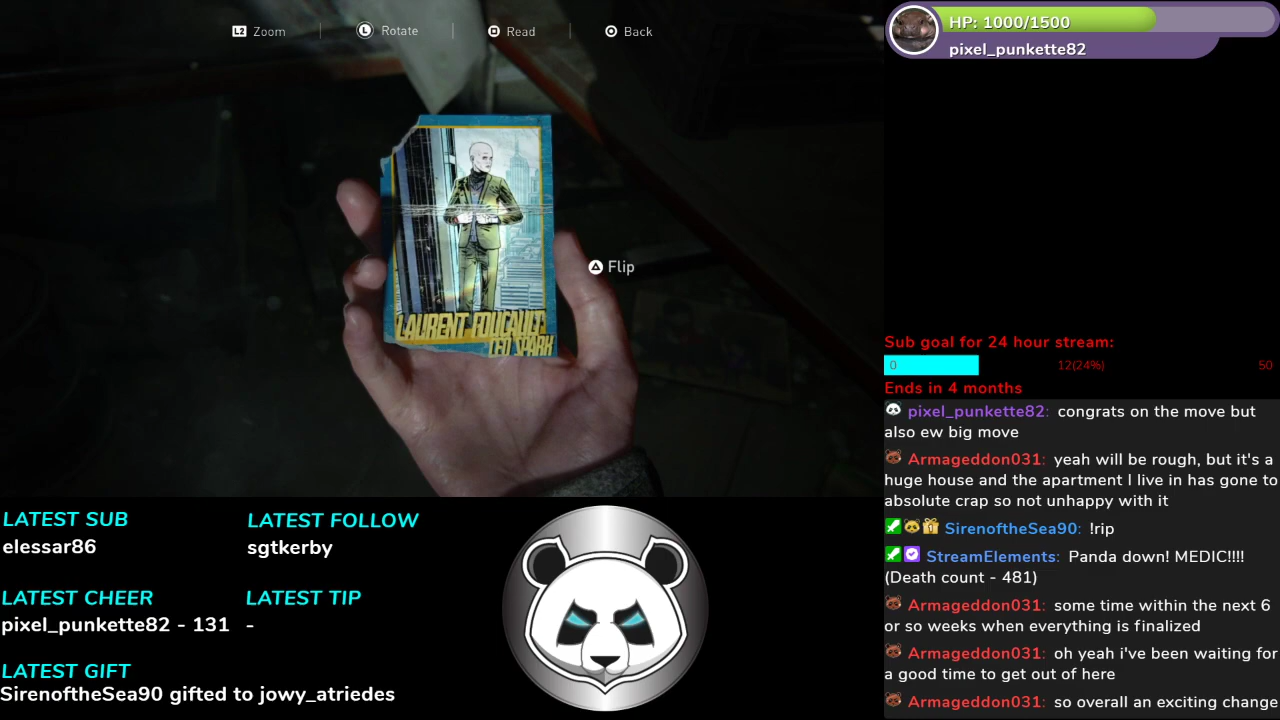 L2 Zoom
L Rotate
Read
Back
HP: 1000/1500
pixel_punkette82
Flip
LAURENT FOUCAULT
LEO SPARK
Sub goal for 24 hour stream:
0 12(24%) 50
Ends in 4 months
pixel_punkette82: congrats on the move but
also ew big move
Armageddon031: yeah will be rough, but it's a
huge house and the apartment I live in has gone to
absolute crap so not unhappy with it
SirenoftheSea90: !rip
StreamElements: Panda down! MEDIC!!!!
(Death count - 481)
Armageddon031: some time within the next 6
or so weeks when everything is finalized
Armageddon031: oh yeah i've been waiting for
a good time to get out of here
Armageddon031: so overall an exciting change
LATEST SUB
elessar86
LATEST FOLLOW
sgtkerby
LATEST CHEER
pixel_punkette82 - 131
LATEST TIP
-
LATEST GIFT
SirenoftheSea90 gifted to jowy_atriedes